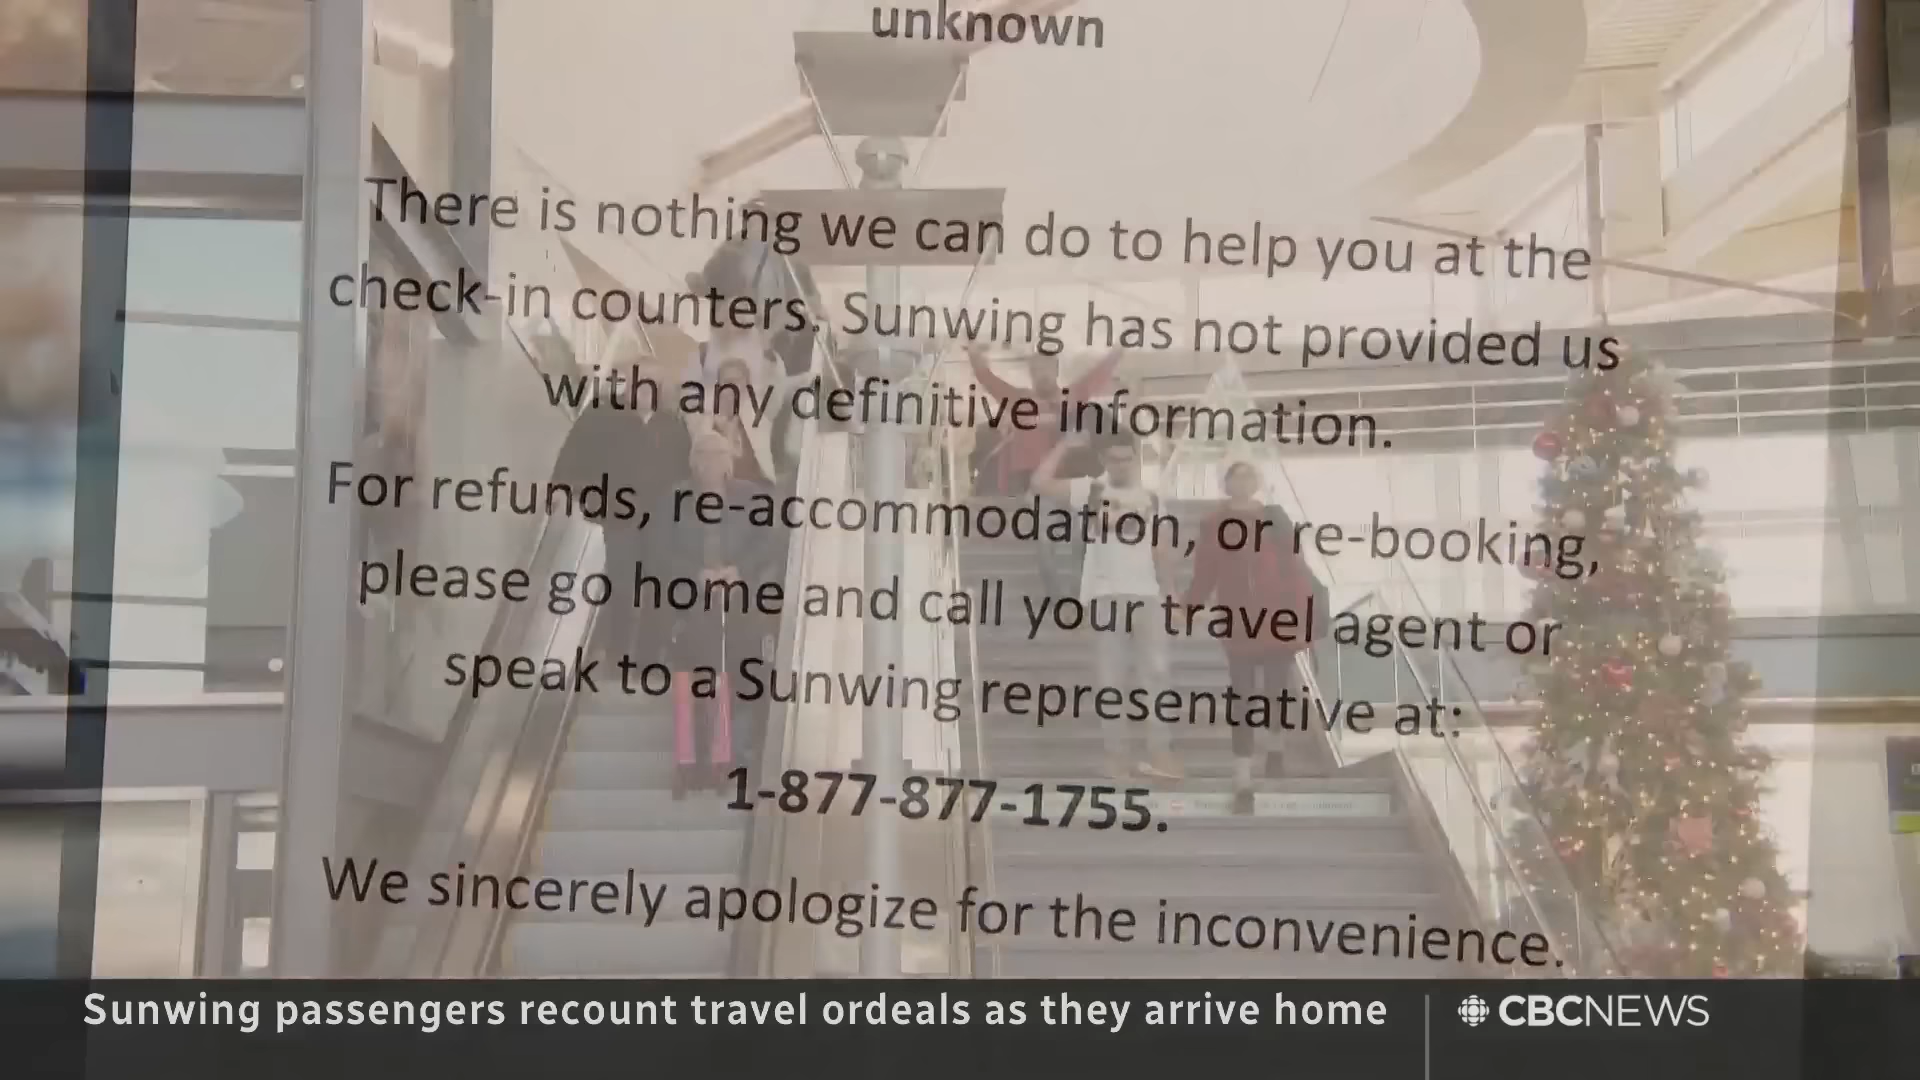 unknown
There is nothing we can do to help you at the
check-in counters. Sunwing has not provided us
with any definitive information.
For refunds, re-accommodation, or re-booking,
please go home and call your travel agent or
speak to a Sunwing representative at:
1-877-877-1755.
We sincerely apologize for the inconvenience.
Sunwing passengers recount travel ordeals as they arrive home
CBCNEWS